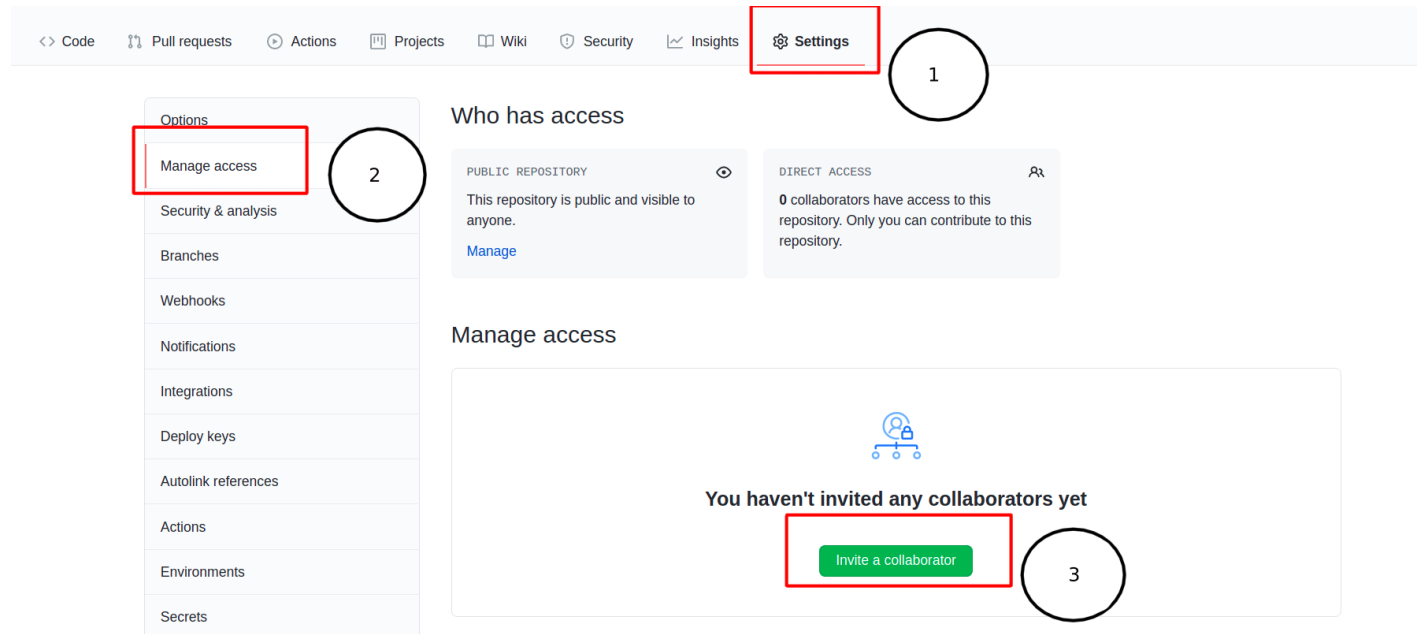 Code Pull requests Actions Projects Wiki Security Insights Settings
1
Options
Manage access
2
Security & analysis
Branches
Webhooks
Notifications
Integrations
Deploy keys
Autolink references
Actions
Environments
Secrets
Who has access
PUBLIC REPOSITORY
This repository is public and visible to
anyone.
Manage
DIRECT ACCESS
0 collaborators have access to this
repository. Only you can contribute to this
repository.
Manage access
You haven't invited any collaborators yet
Invite a collaborator
3